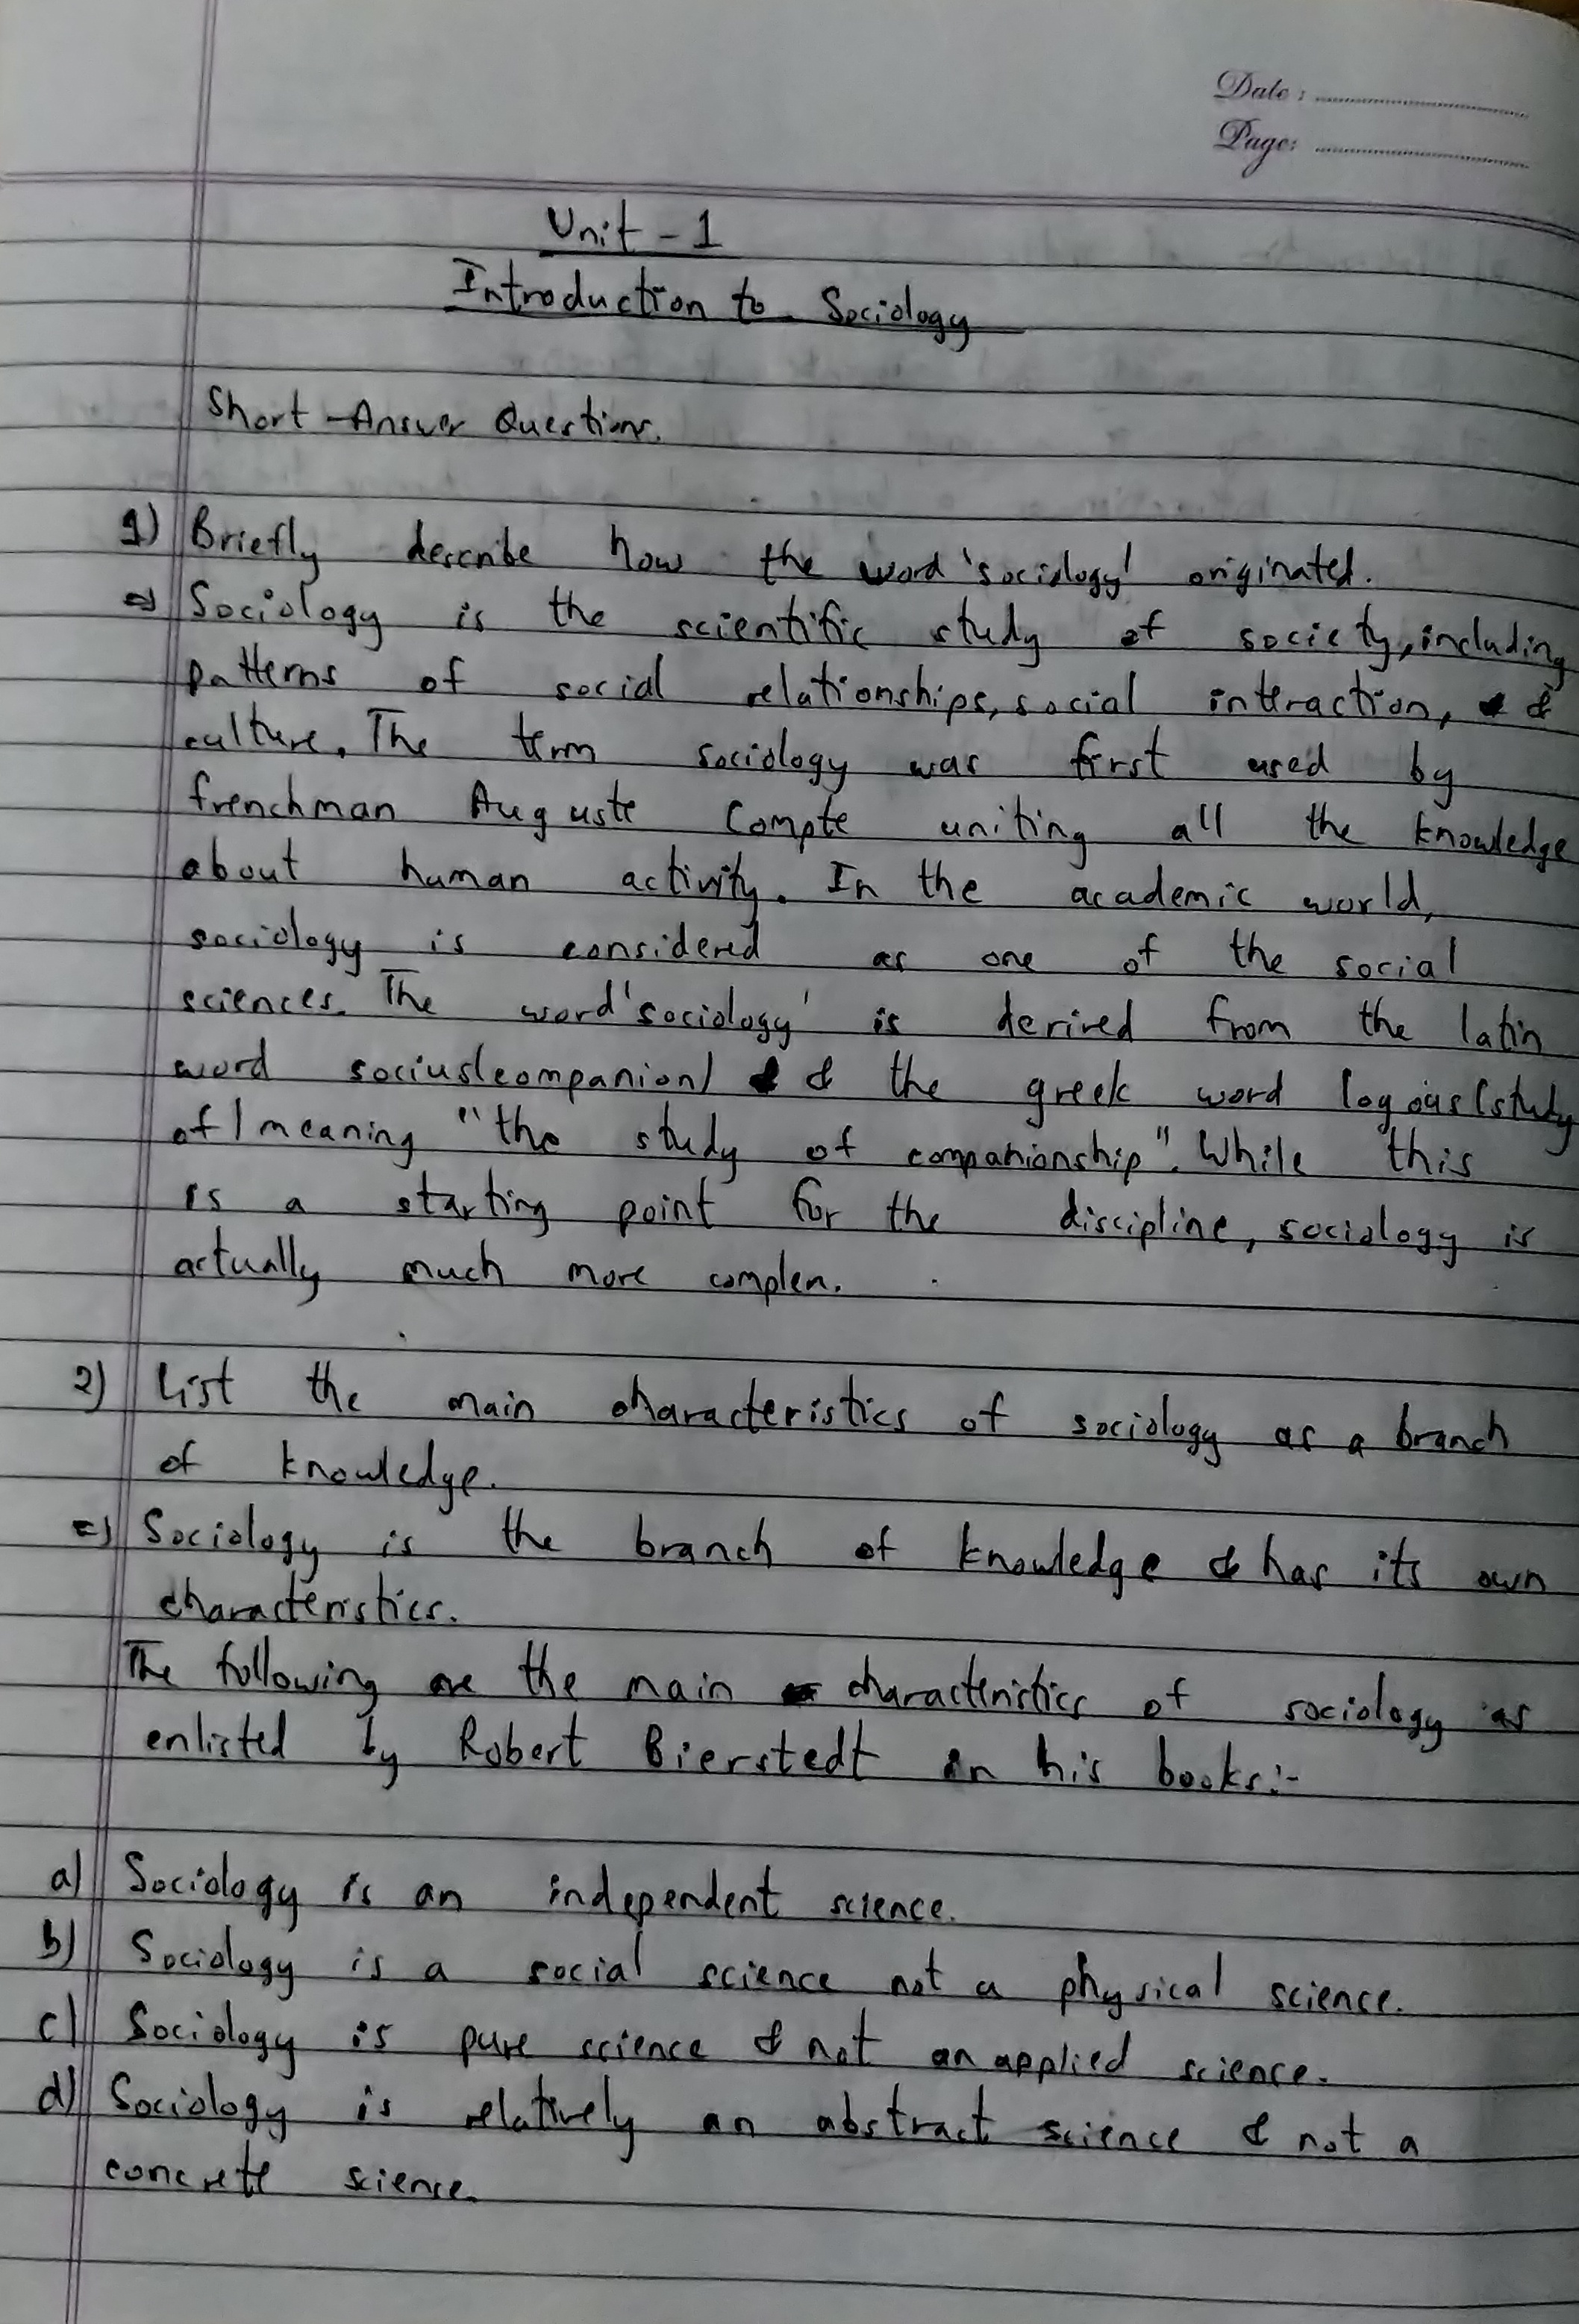 Date :
Page:
Unit - 1
Introduction to Sociology
Short -Answer Questions.
1) Briefly describe how the word 'sociology' originated.
=> Sociology is the scientific study of society, including
patterns of social relationships, social interaction, &
culture. The term sociology was first used by
frenchman Auguste Compte uniting all the knowledge
about human activity. In the academic world,
sociology is considered as one of the social
sciences. The word 'sociology' is derived from the latin
word socius(companion) & the greek word (study
of) meaning "the study of companionship". While this
is a starting point for the discipline, sociology is
actually much more complen.
2) List the main characteristics of sociology as a branch
of knowledge.
=> Sociology is the branch of knowledge & has its own
characteristics.
The following are the main characteristics of sociology as
enlisted by Robert Bierstedt in his books:-
a) Sociology is an independent science.
b) Sociology is a social science not a physical science.
c) Sociology is pure science & not an applied science.
d) Sociology is relatively an abstract science & not a
concrete science.